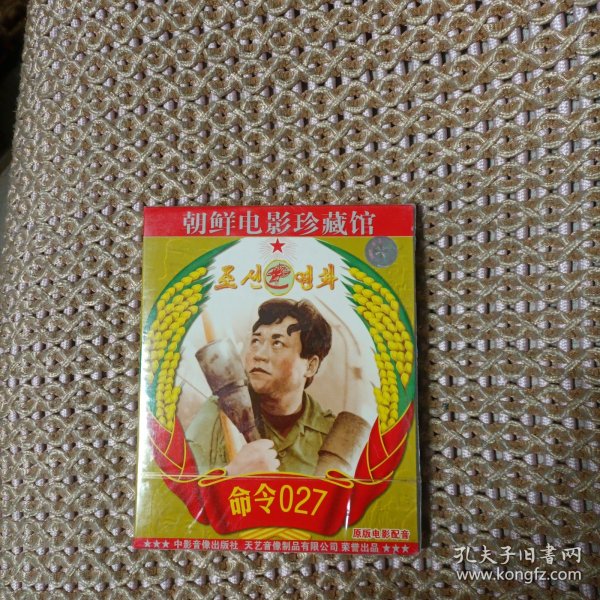 朝鲜电影珍藏馆
조선 영화
命令027
原版电影配音
★★★ 中影音像出版社 天艺音像制品有限公司 荣誉出品 ★★★
孔夫子旧书网
www.kongfz.com